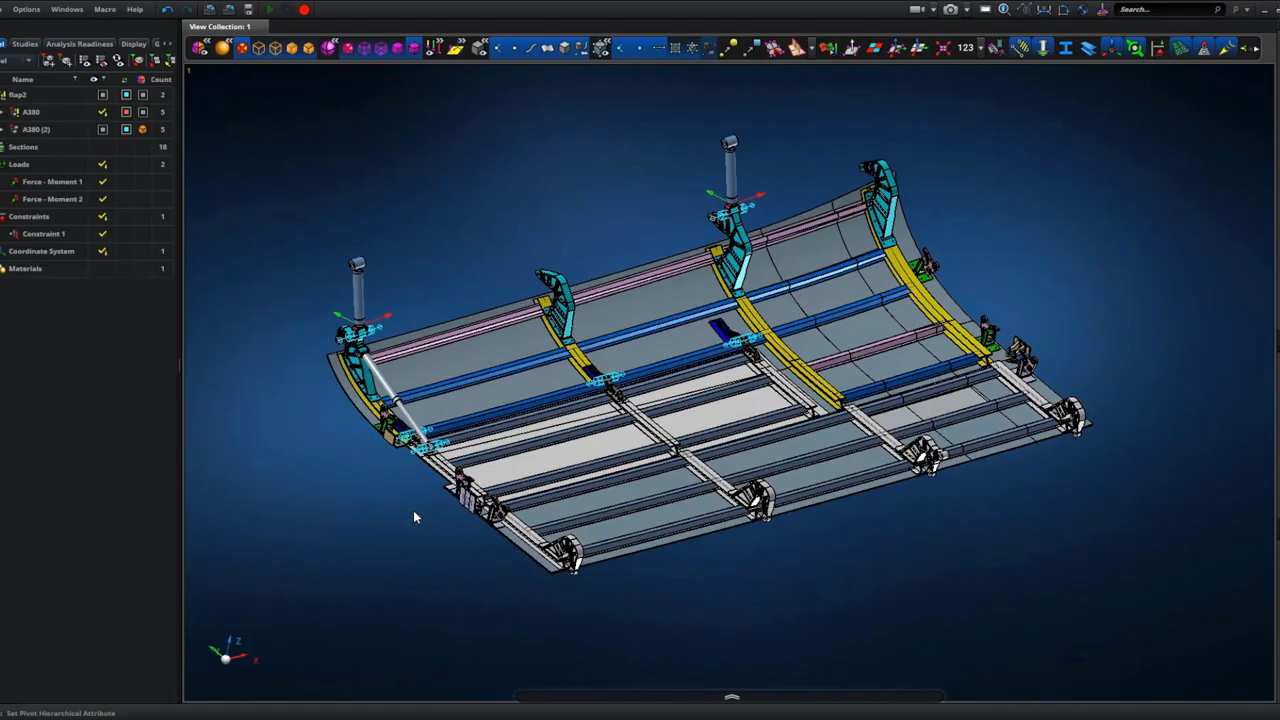 Options Windows Macro Help
Search...
View Collection: 1
Studies Analysis Readiness Display
123
Name Count
1
flap2 2
A380 5
A380 (2) 5
Sections 18
Loads 2
Force - Moment 1
Force - Moment 2
Constraints 1
Constraint 1
Coordinate System 1
Materials 1
Z
X
Set Pivot Hierarchical Attribute